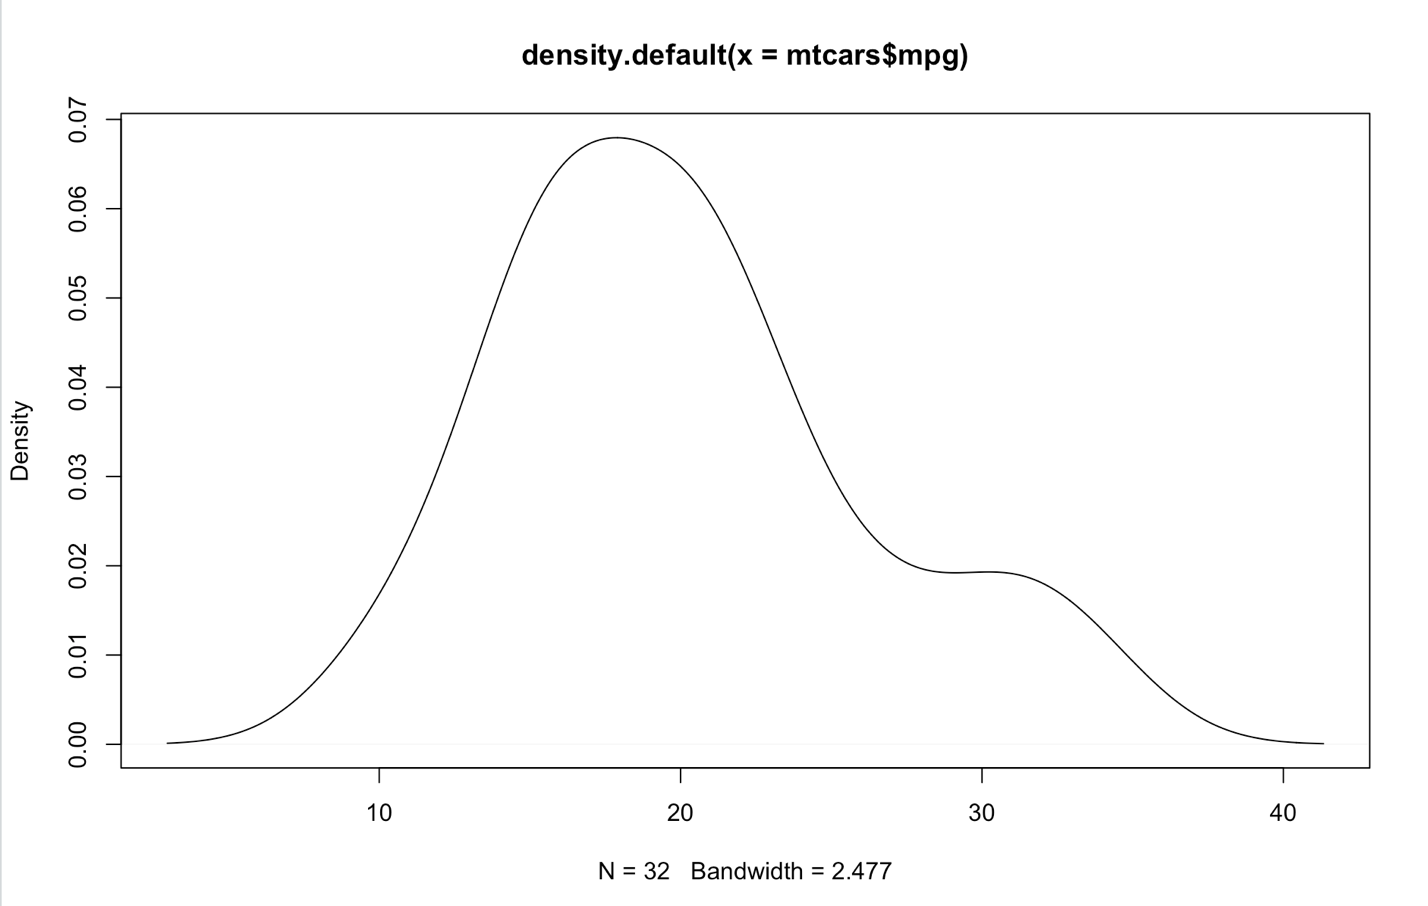 density.default(x = mtcars$mpg)
0.07
0.06
0.05
0.04
0.03
0.02
0.01
0.00
Density
10 20 30 40
N = 32 Bandwidth = 2.477